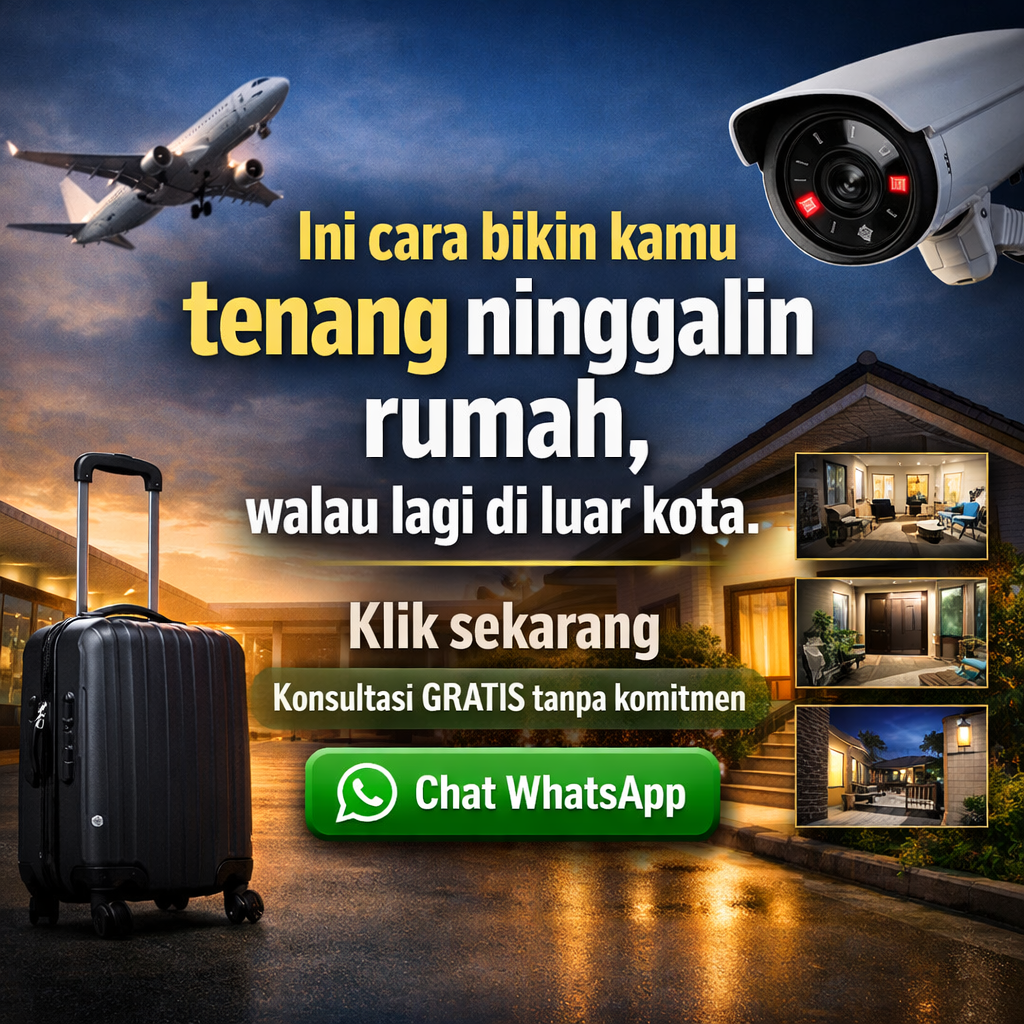 Ini cara bikin kamu
tenang ninggalin
rumah,
walau lagi di luar kota.
Klik sekarang
Konsultasi GRATIS tanpa komitmen
Chat WhatsApp